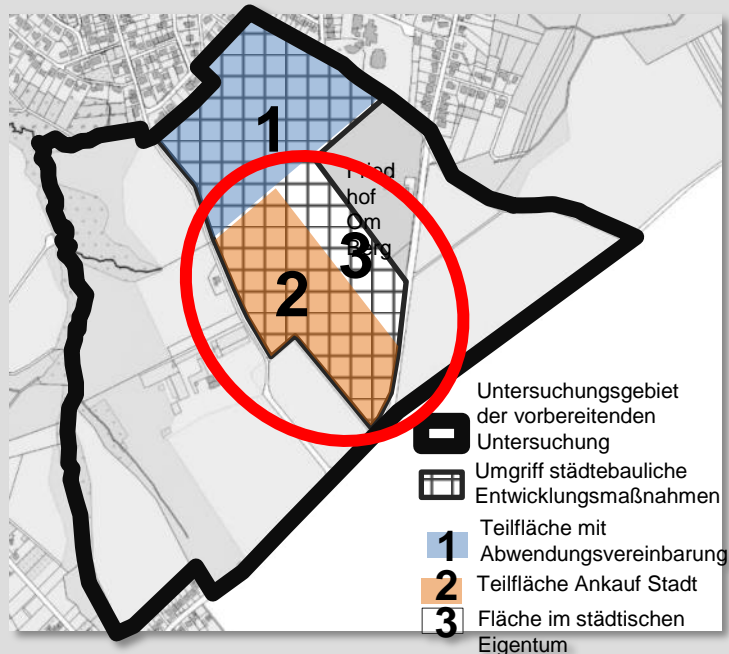 1
Fried
hof
Om
Berg
3
2
Untersuchungsgebiet
der vorbereitenden
Untersuchung
Umgriff städtebauliche
Entwicklungsmaßnahmen
1 Teilfläche mit
Abwendungsvereinbarung
2 Teilfläche Ankauf Stadt
3 Fläche im städtischen
Eigentum